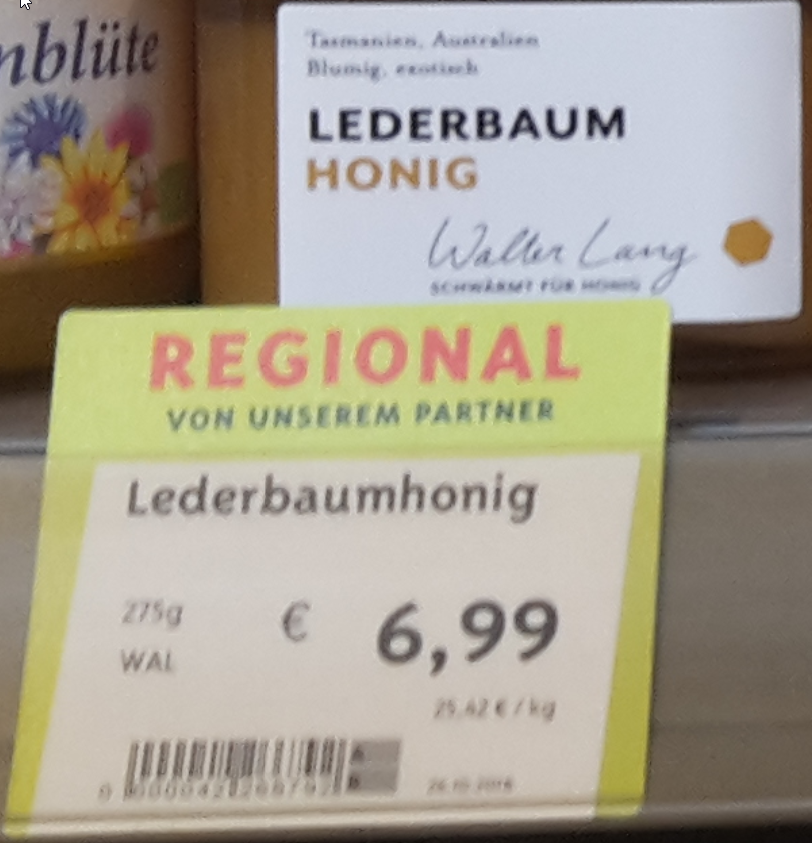 nblüte
Tasmanien, Australien
Blumig, exotisch
LEDERBAUM
HONIG
Walter Lang
SCHWÄRMT FÜR HONIG
REGIONAL
VON UNSEREM PARTNER
Lederbaumhonig
275g
€ 6,99
WAL
25,42 € / kg